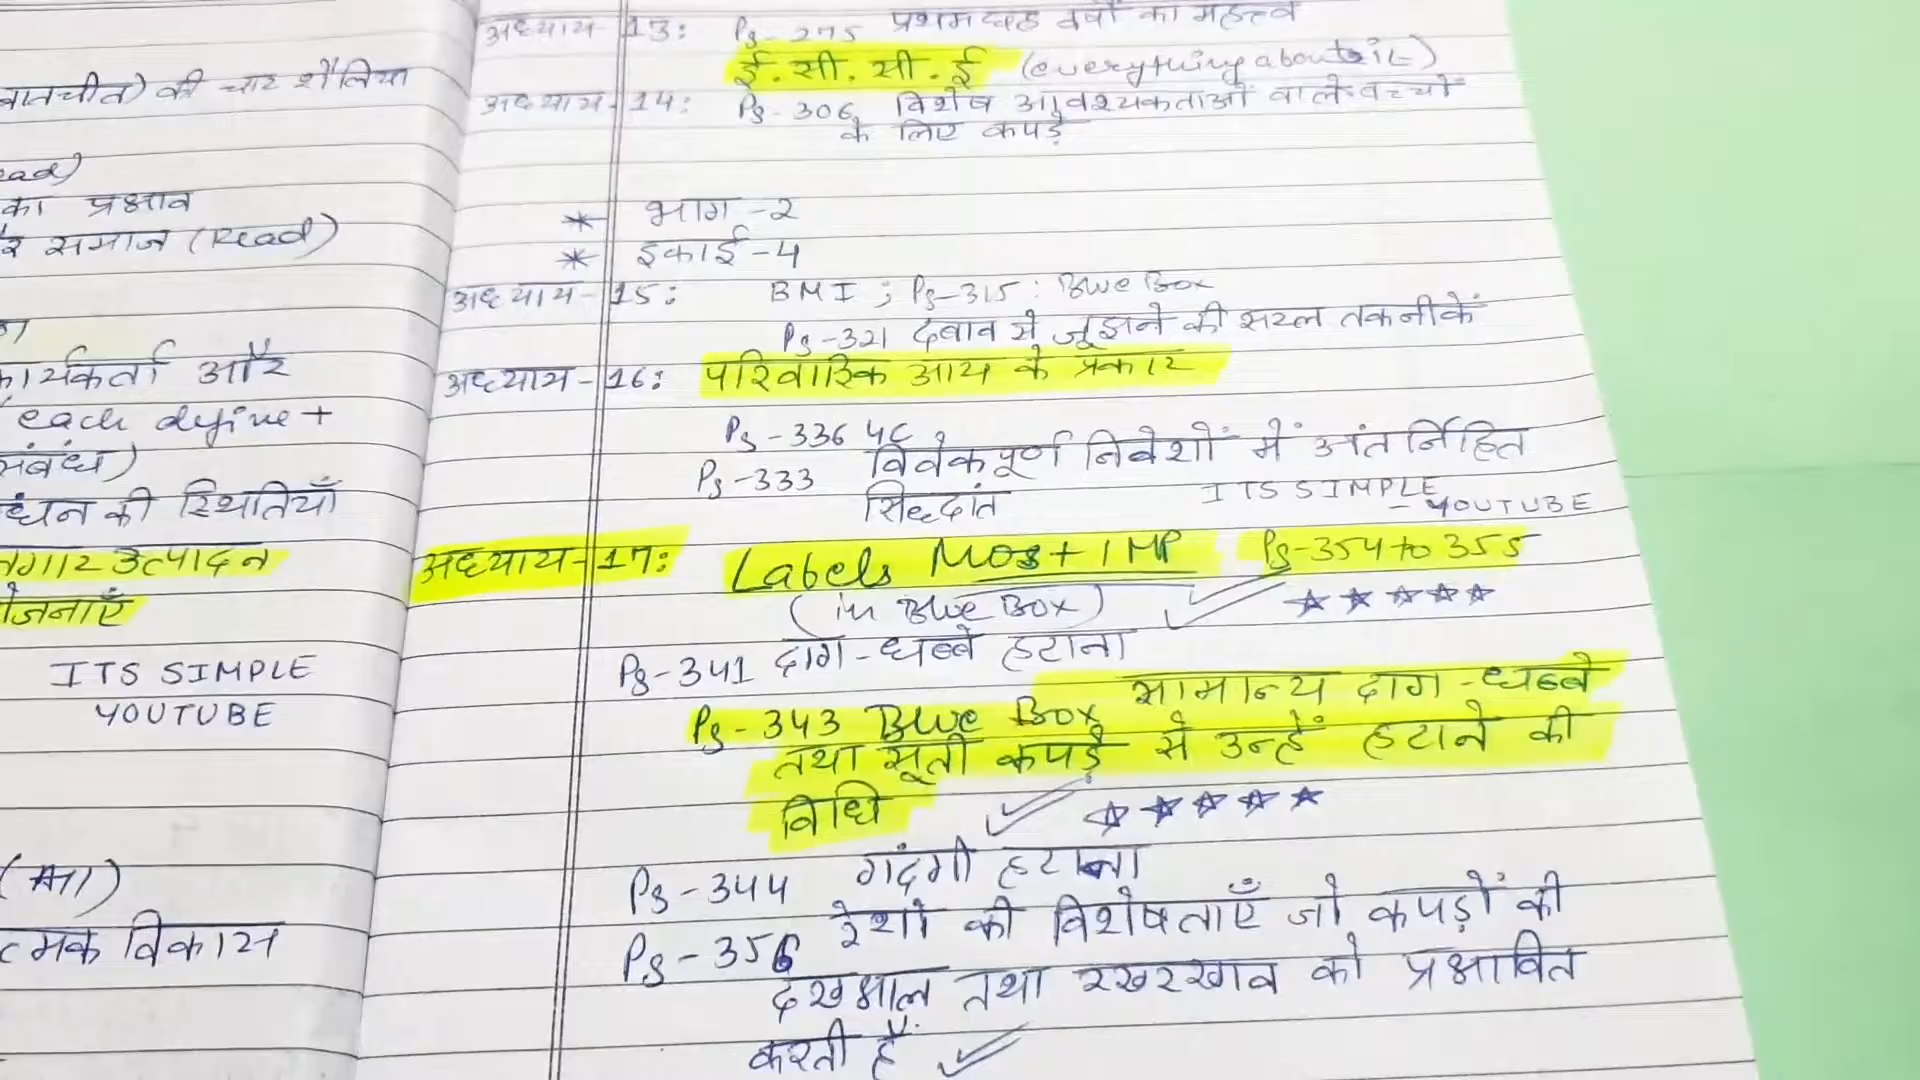 बातचीत) की चार शैलिया
ead)
का प्रभाव
समाज (Read)
कार्यकर्ता और
each define +
संबंध)
धन की स्थितियाँ
गार उत्पादन
ोजनाएँ
ITS SIMPLE
YOUTUBE
त्मक विकास
अध्याय-13: Pg-275 प्रथम छह वर्षों का महत्त्व
ई.सी.सी.ई (everything about it)
अध्याय-14: Pg-306 विशेष आवश्यकताओं वाले बच्चों
के लिए कपड़े
* भाग-2
* इकाई-4
अध्याय-15: BMI ; Pg-315 : Blue Box
Pg-321 दबाव से जूझने की सरल तकनीकें
अध्याय-16: पारिवारिक आय के प्रकार
Pg-336 4C
Pg-333 विवेकपूर्ण निवेशों में अंतर्निहित
सिद्दांत
ITS SIMPLE
- YOUTUBE
अध्याय-17: Labels Most IMP Pg-354 to 355
(in Blue Box)
Pg-341 दाग-धब्बे हटाना
Pg-343 Blue Box सामान्य दाग-धब्बे
तथा सूती कपड़े से उन्हें हटाने की
विधि
Pg-344 गंदगी हटाना
Pg-356 रेशों की विशेषताएँ जो कपड़ों की
देखभाल तथा रखरखाव को प्रभावित
करती हैं.